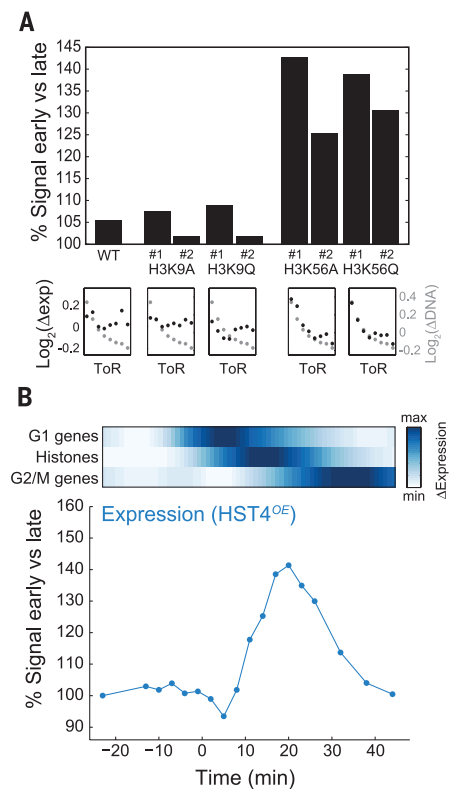 A
% Signal early vs late
145
140
135
130
125
120
115
110
105
100
WT
#1 #2 #1 #2 #1 #2 #1 #2
H3K9A H3K9Q H3K56A H3K56Q
Log2(Δexp)
0.2
0
-0.2
0.4
0.2
0
-0.2
Log2(ΔDNA)
ToR ToR ToR ToR ToR
B
G1 genes
Histones
G2/M genes
max
min
ΔExpression
Expression (HST4OE)
% Signal early vs late
160
150
140
130
120
110
100
90
−20 −10 0 10 20 30 40
Time (min)